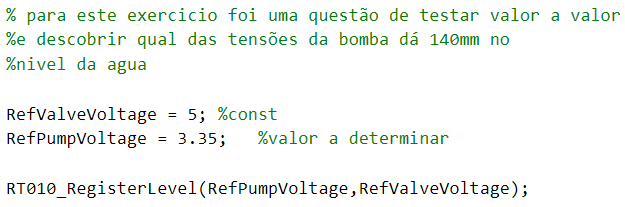 % para este exercicio foi uma questão de testar valor a valor
%e descobrir qual das tensões da bomba dá 140mm no
%nivel da agua
RefValveVoltage = 5; %const
RefPumpVoltage = 3.35;   %valor a determinar
RT010_RegisterLevel(RefPumpVoltage,RefValveVoltage);